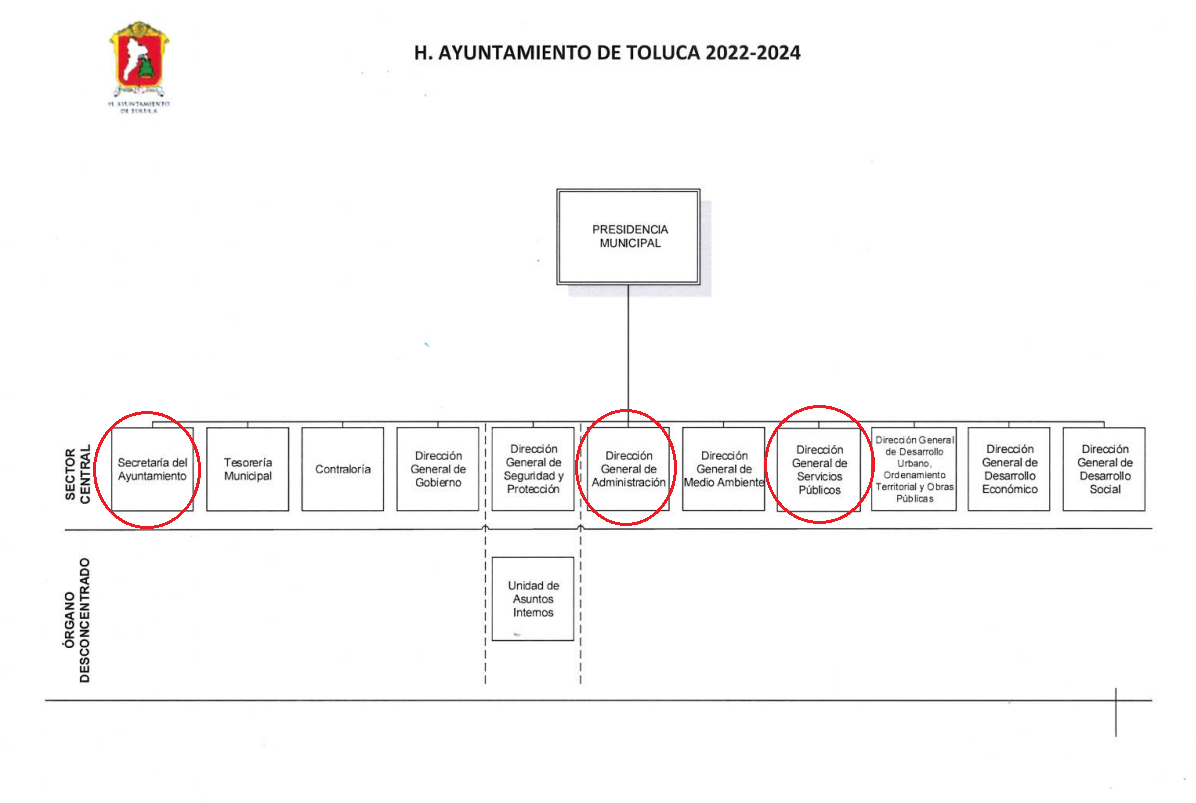 H. AYUNTAMIENTO DE TOLUCA 2022-2024
H. AYUNTAMIENTO
DE TOLUCA
PRESIDENCIA
MUNICIPAL
SECTOR
CENTRAL
Secretaría del
Ayuntamiento
Tesorería
Municipal
Contraloría
Dirección
General de
Gobierno
Dirección
General de
Seguridad y
Protección
Dirección
General de
Administración
Dirección
General de
Medio Ambiente
Dirección
General de
Servicios
Públicos
Dirección General
de Desarrollo
Urbano,
Ordenamiento
Territorial y Obras
Públicas
Dirección
General de
Desarrollo
Económico
Dirección
General de
Desarrollo
Social
ÓRGANO
DESCONCENTRADO
Unidad de
Asuntos
Internos